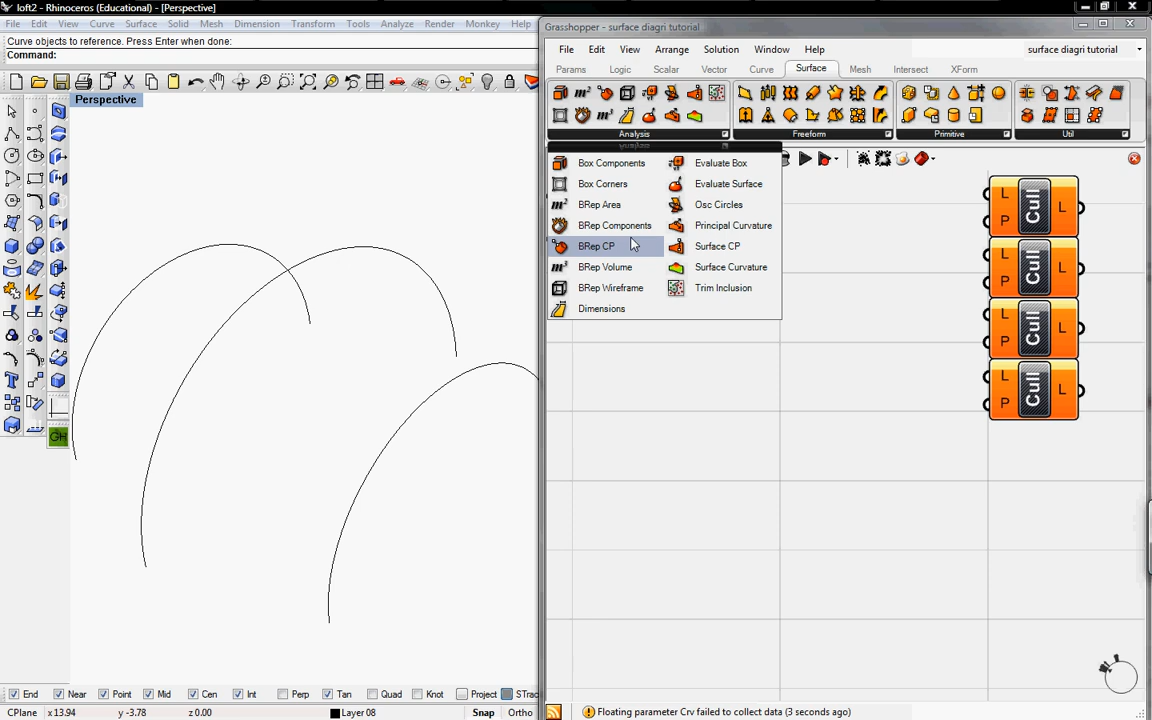 loft2 - Rhinoceros (Educational) - [Perspective]
File Edit View Curve Surface Solid Mesh Dimension Transform Tools Analyze Render Monkey Help
Curve objects to reference. Press Enter when done:
Command:
Perspective
Grasshopper - surface diagri tutorial
File Edit View Arrange Solution Window Help surface diagri tutorial
Params Logic Scalar Vector Curve Surface Mesh Intersect XForm
Analysis Freeform Primitive Util
Box Components Evaluate Box
Box Corners Evaluate Surface
m² BRep Area Osc Circles
BRep Components Principal Curvature
BRep CP Surface CP
m³ BRep Volume Surface Curvature
BRep Wireframe Trim Inclusion
Dimensions
L P Cull L
L P Cull L
L P Cull L
L P Cull L
GH
End Near Point Mid Cen Int Perp Tan Quad Knot Project STrac
CPlane x 13.94 y -3.78 z 0.00 Layer 08 Snap Ortho
Floating parameter Crv failed to collect data (3 seconds ago)